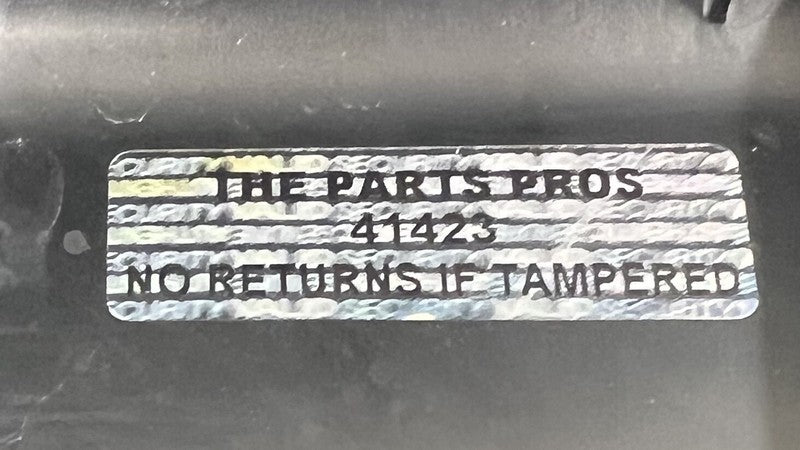 THE PARTS PROS
41423
NO RETURNS IF TAMPERED